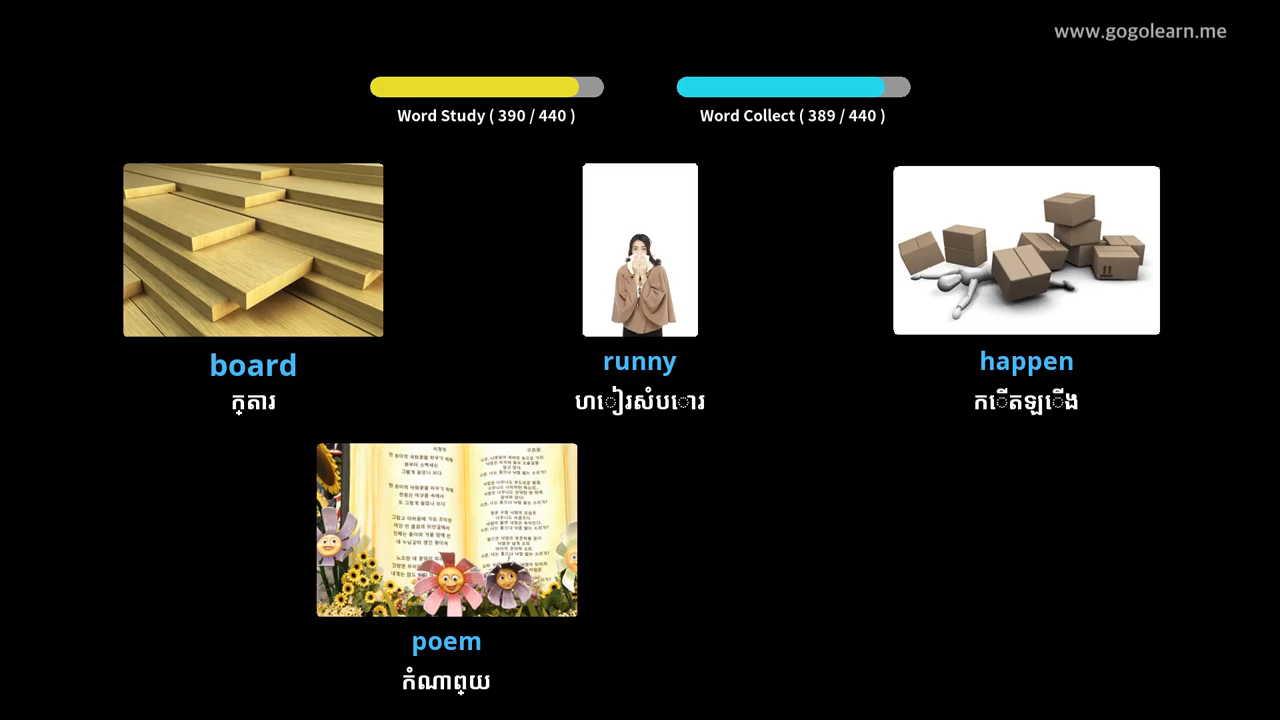 www.gogolearn.me
Word Study ( 390 / 440 )
Word Collect ( 389 / 440 )
board
runny
happen
ក្តារ
ហៀរសំបោរ
កើតឡើង
poem
កំណាព្យ